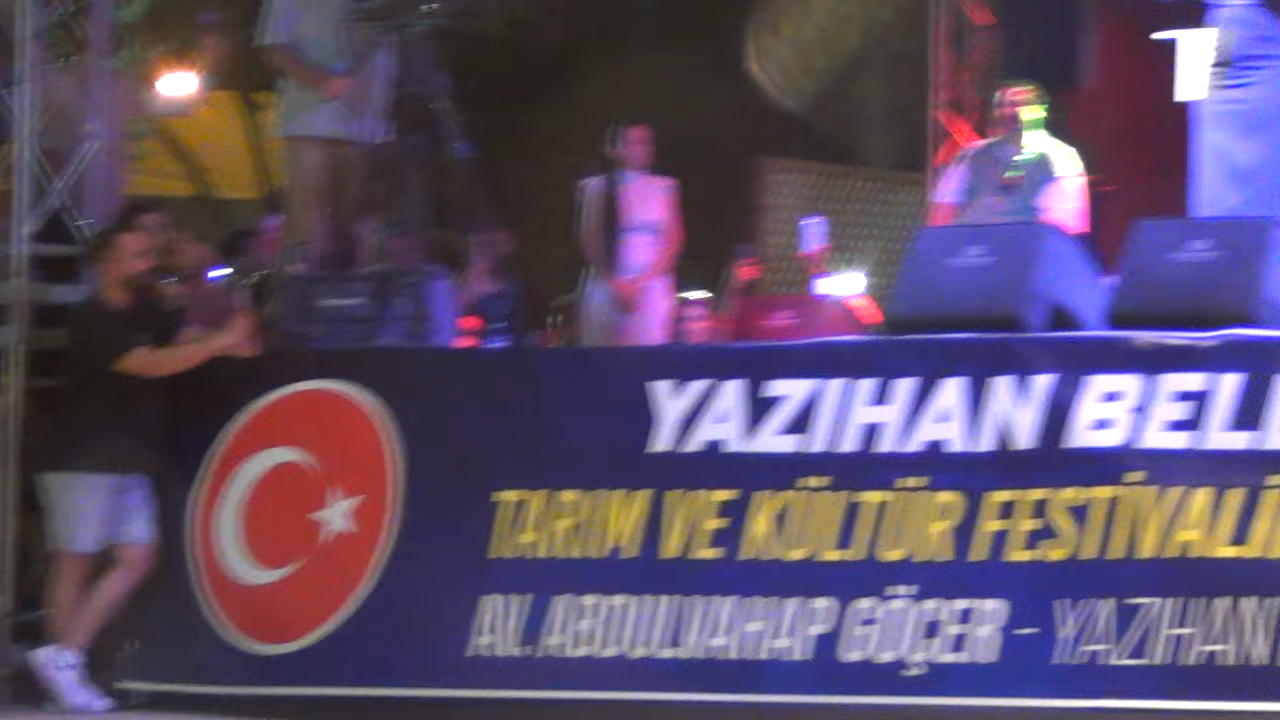 YAZIHAN BEL
TARIM VE KÜLTÜR FESTİVALİ
AV. ABDULVAHAP GÖÇER - YAZIHAN